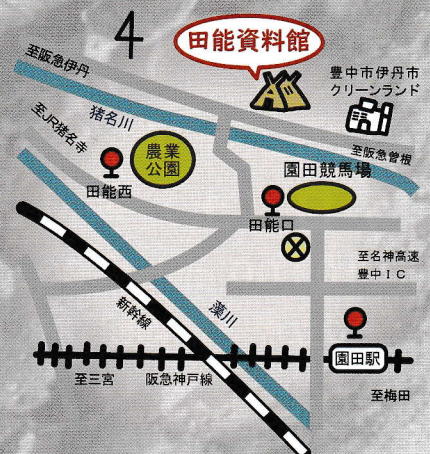 田能資料館
至阪急伊丹
豊中市伊丹市
クリーンランド
猪名川
至JR猪名寺
農業
公園
至阪急曽根
園田競馬場
田能西
田能口
至名神高速
豊中IC
新幹線
藻川
園田駅
至三宮
阪急神戸線
至梅田